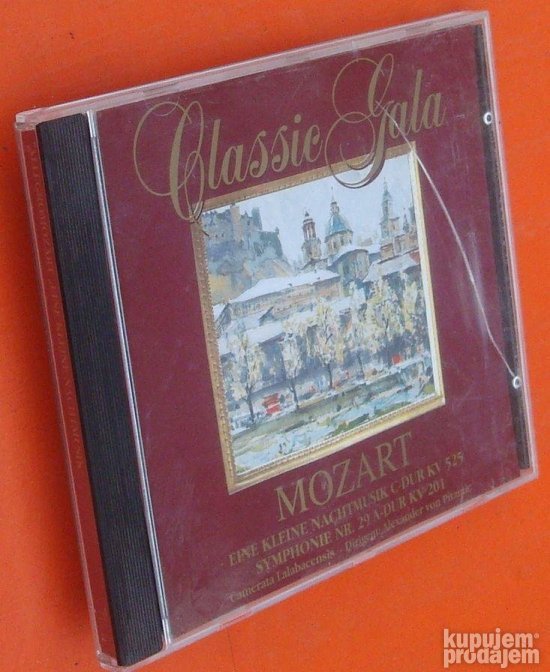 Classic Gala
MOZART
EINE KLEINE NACHTMUSIK C-DUR KV 525
SYMPHONIE NR. 29 A-DUR KV 201
Camerata Lalabacensis - Dirigent: Alexander von Pitamic
kupujem
prodajem